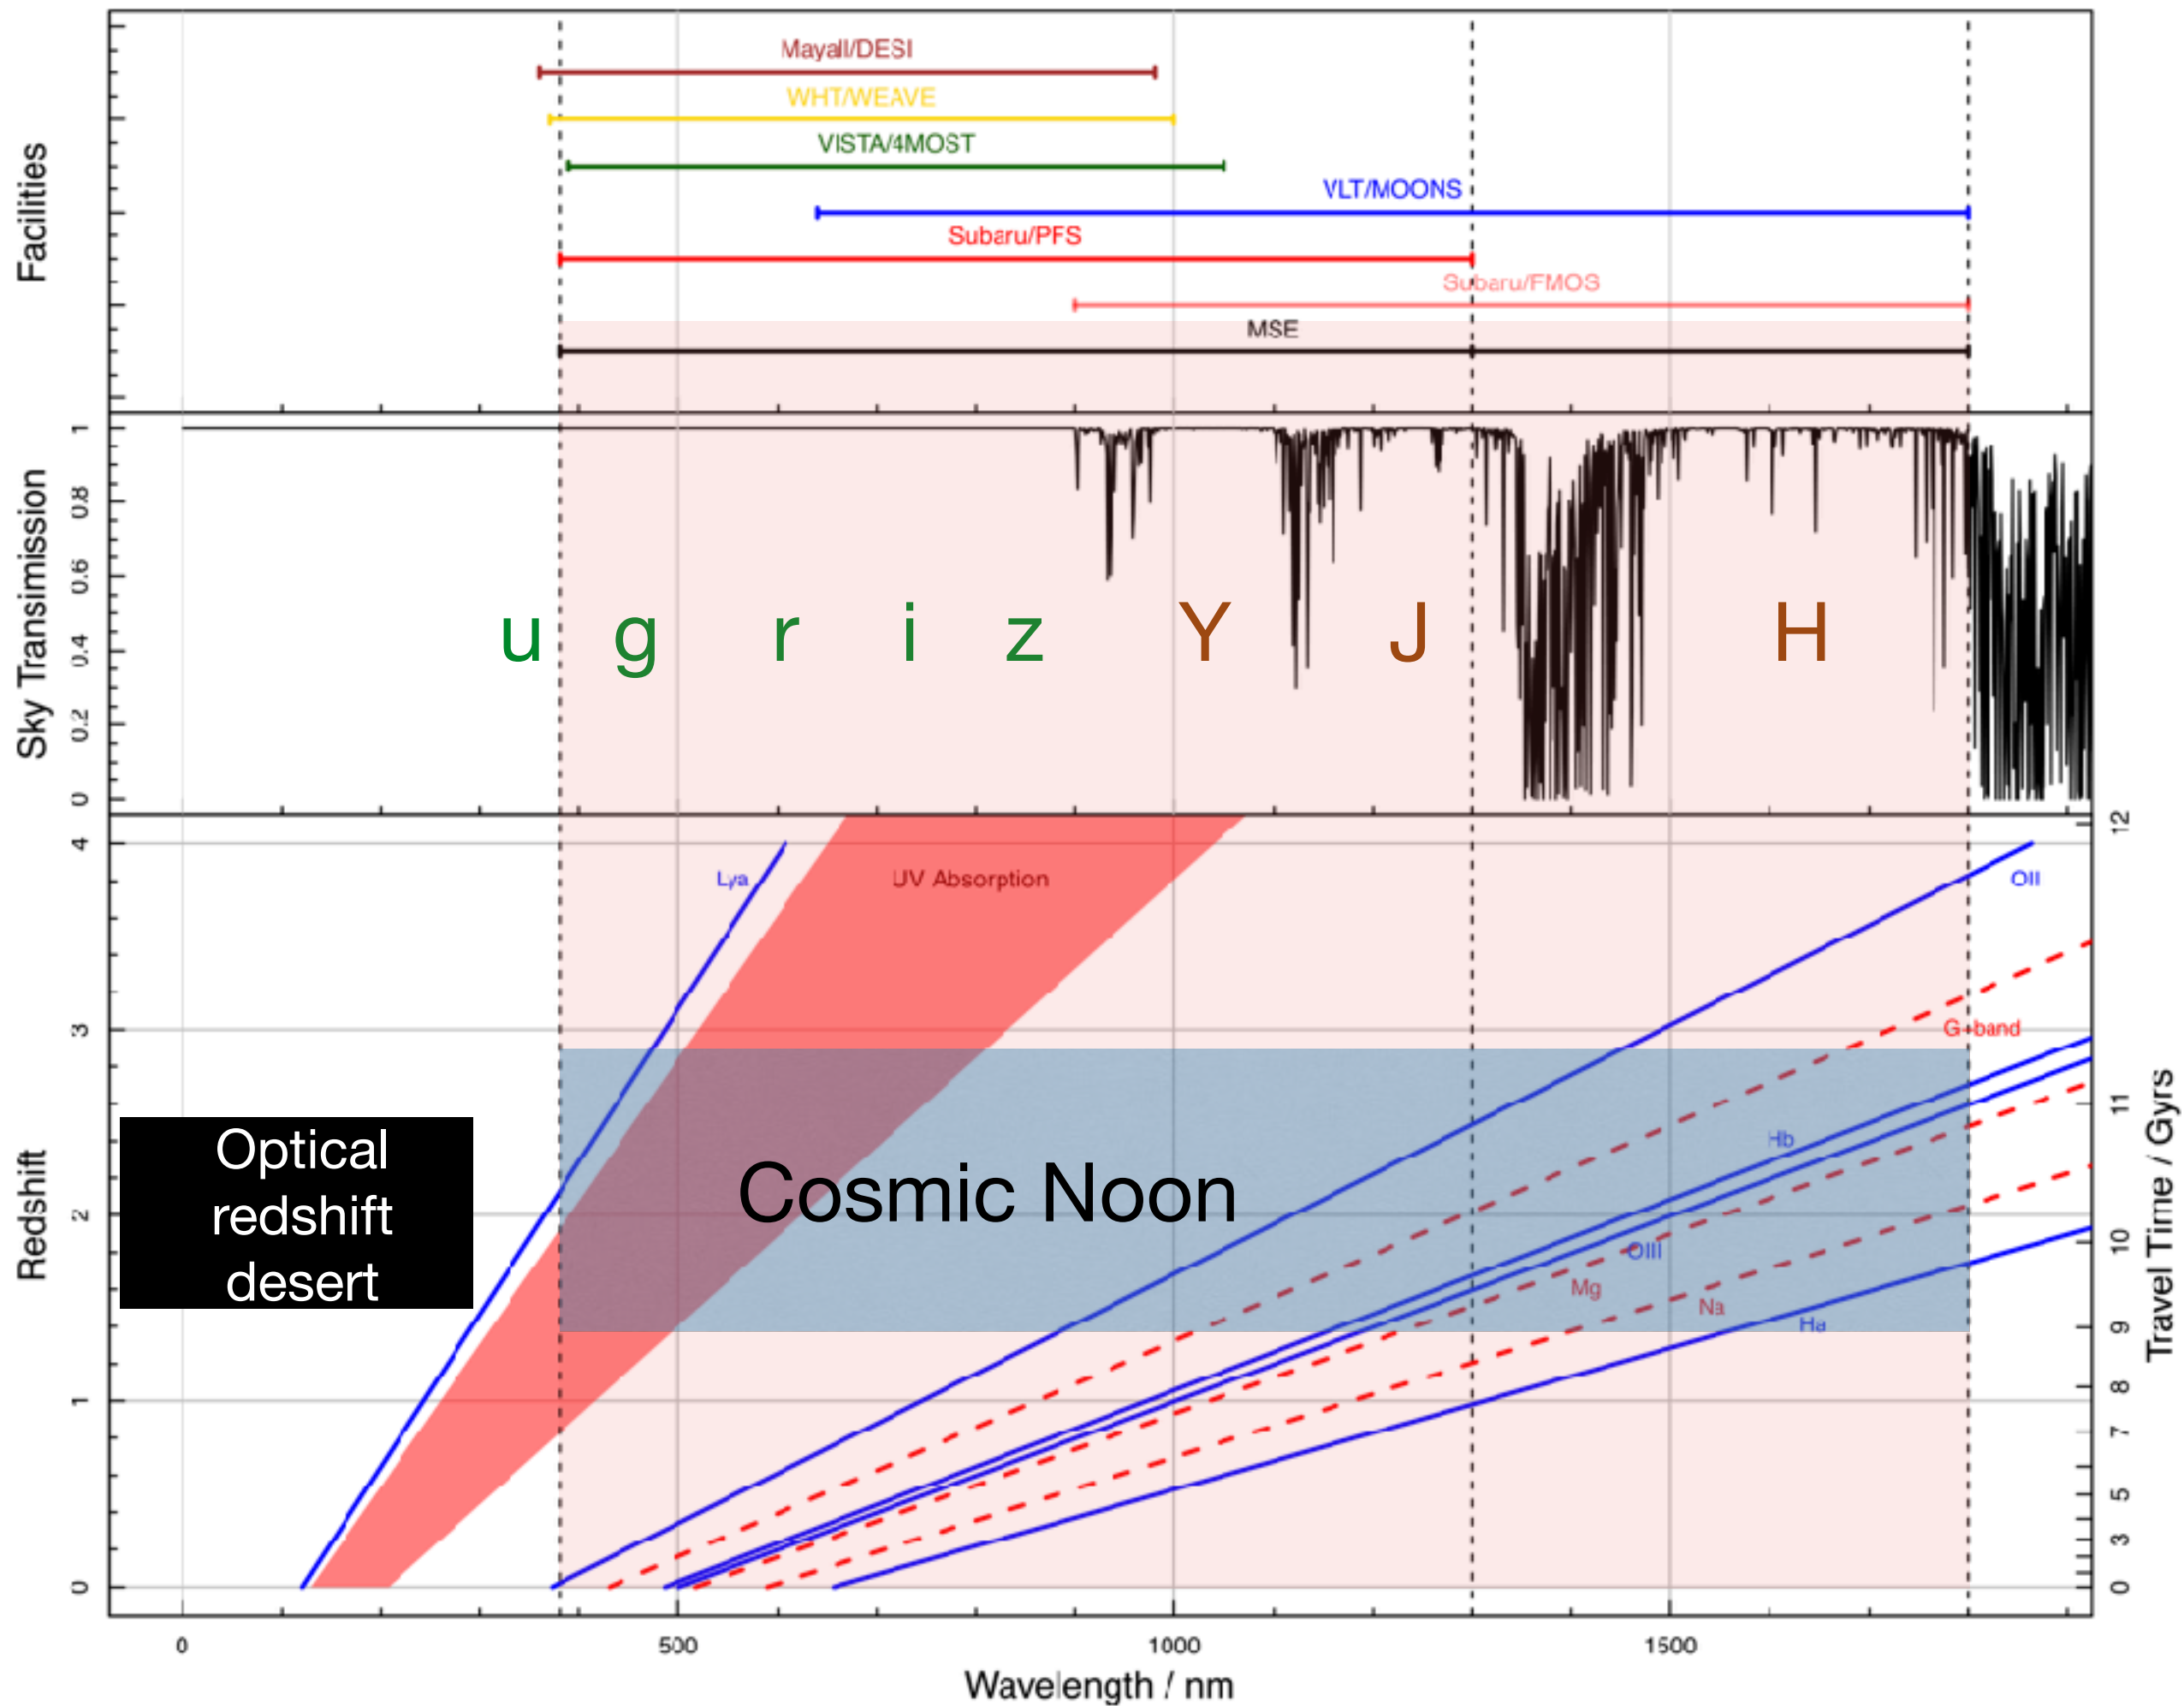 Facilities
Mayall/DESI
WHT/WEAVE
VISTA/4MOST
VLT/MOONS
Subaru/PFS
Subaru/FMOS
MSE
Sky Transimission
1
0.8
0.6
0.4
0.2
0
u g r i z Y J H
Redshift
4
3
2
1
0
Lya
UV Absorption
OII
G-band
Hb
OIII
Mg
Na
Ha
Optical
redshift
desert
Cosmic Noon
Travel Time / Gyrs
12
11
10
9
8
7
5
3
0
0 500 1000 1500
Wavelength / nm